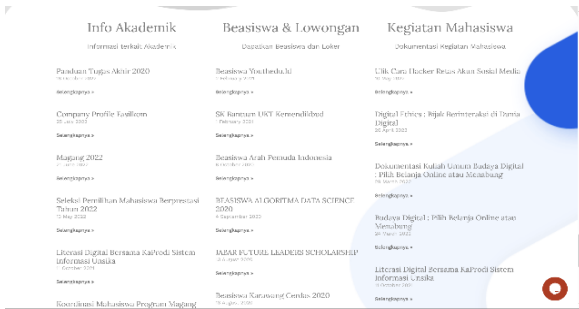 Info Akademik
Informasi terkait Akademik
Panduan Tugas Akhir 2020
Selengkapnya »
Company Profile Fasilkom
Selengkapnya »
Magang 2022
Selengkapnya »
Seleksi Pemilihan Mahasiswa Berprestasi
Tahun 2022
Selengkapnya »
Literasi Digital Bersama KaProdi Sistem
Informasi Unsika
Selengkapnya »
Koordinasi Mahasiswa Program Magang
Beasiswa & Lowongan
Dapatkan Beasiswa dan Loker
Beasiswa
Selengkapnya »
SK Bantuan UKT Kemendikbud
Selengkapnya »
Beasiswa Arah Pemuda Indonesia
Selengkapnya »
BEASISWA ALGORITMA DATA SCIENCE
2020
Selengkapnya »
JABAR FUTURE LEADERS SCHOLARSHIP
Selengkapnya »
Beasiswa Karawang Cerdas 2020
Kegiatan Mahasiswa
Dokumentasi Kegiatan Mahasiswa
Ulik Cara Hacker Retas Akun Sosial Media
Selengkapnya »
Digital Ethics : Bijak Berinteraksi di Dunia
Digital
Selengkapnya »
Dokumentasi Kuliah Umum Budaya Digital
: Pilih Belanja Online atau Menabung
Selengkapnya »
Budaya Digital : Pilih Belanja Online atau
Menabung
Selengkapnya »
Literasi Digital Bersama KaProdi Sistem
Informasi Unsika
Selengkapnya »